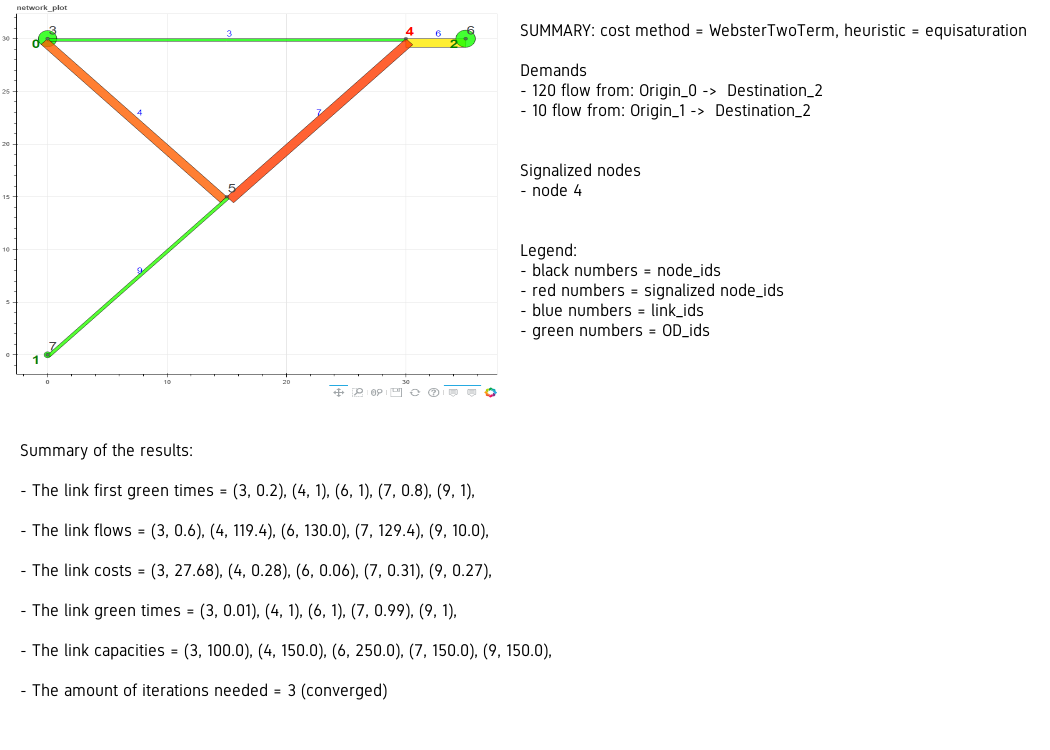 network_plot
SUMMARY: cost method = WebsterTwoTerm, heuristic = equisaturation
Demands
- 120 flow from: Origin_0 -> Destination_2
- 10 flow from: Origin_1 -> Destination_2
Signalized nodes
- node 4
Legend:
- black numbers = node_ids
- red numbers = signalized node_ids
- blue numbers = link_ids
- green numbers = OD_ids
30
25
20
15
10
5
0
0
10
20
30
3
0
3
4
6
2
6
4
7
5
9
7
1
Summary of the results:
- The link first green times = (3, 0.2), (4, 1), (6, 1), (7, 0.8), (9, 1),
- The link flows = (3, 0.6), (4, 119.4), (6, 130.0), (7, 129.4), (9, 10.0),
- The link costs = (3, 27.68), (4, 0.28), (6, 0.06), (7, 0.31), (9, 0.27),
- The link green times = (3, 0.01), (4, 1), (6, 1), (7, 0.99), (9, 1),
- The link capacities = (3, 100.0), (4, 150.0), (6, 250.0), (7, 150.0), (9, 150.0),
- The amount of iterations needed = 3 (converged)